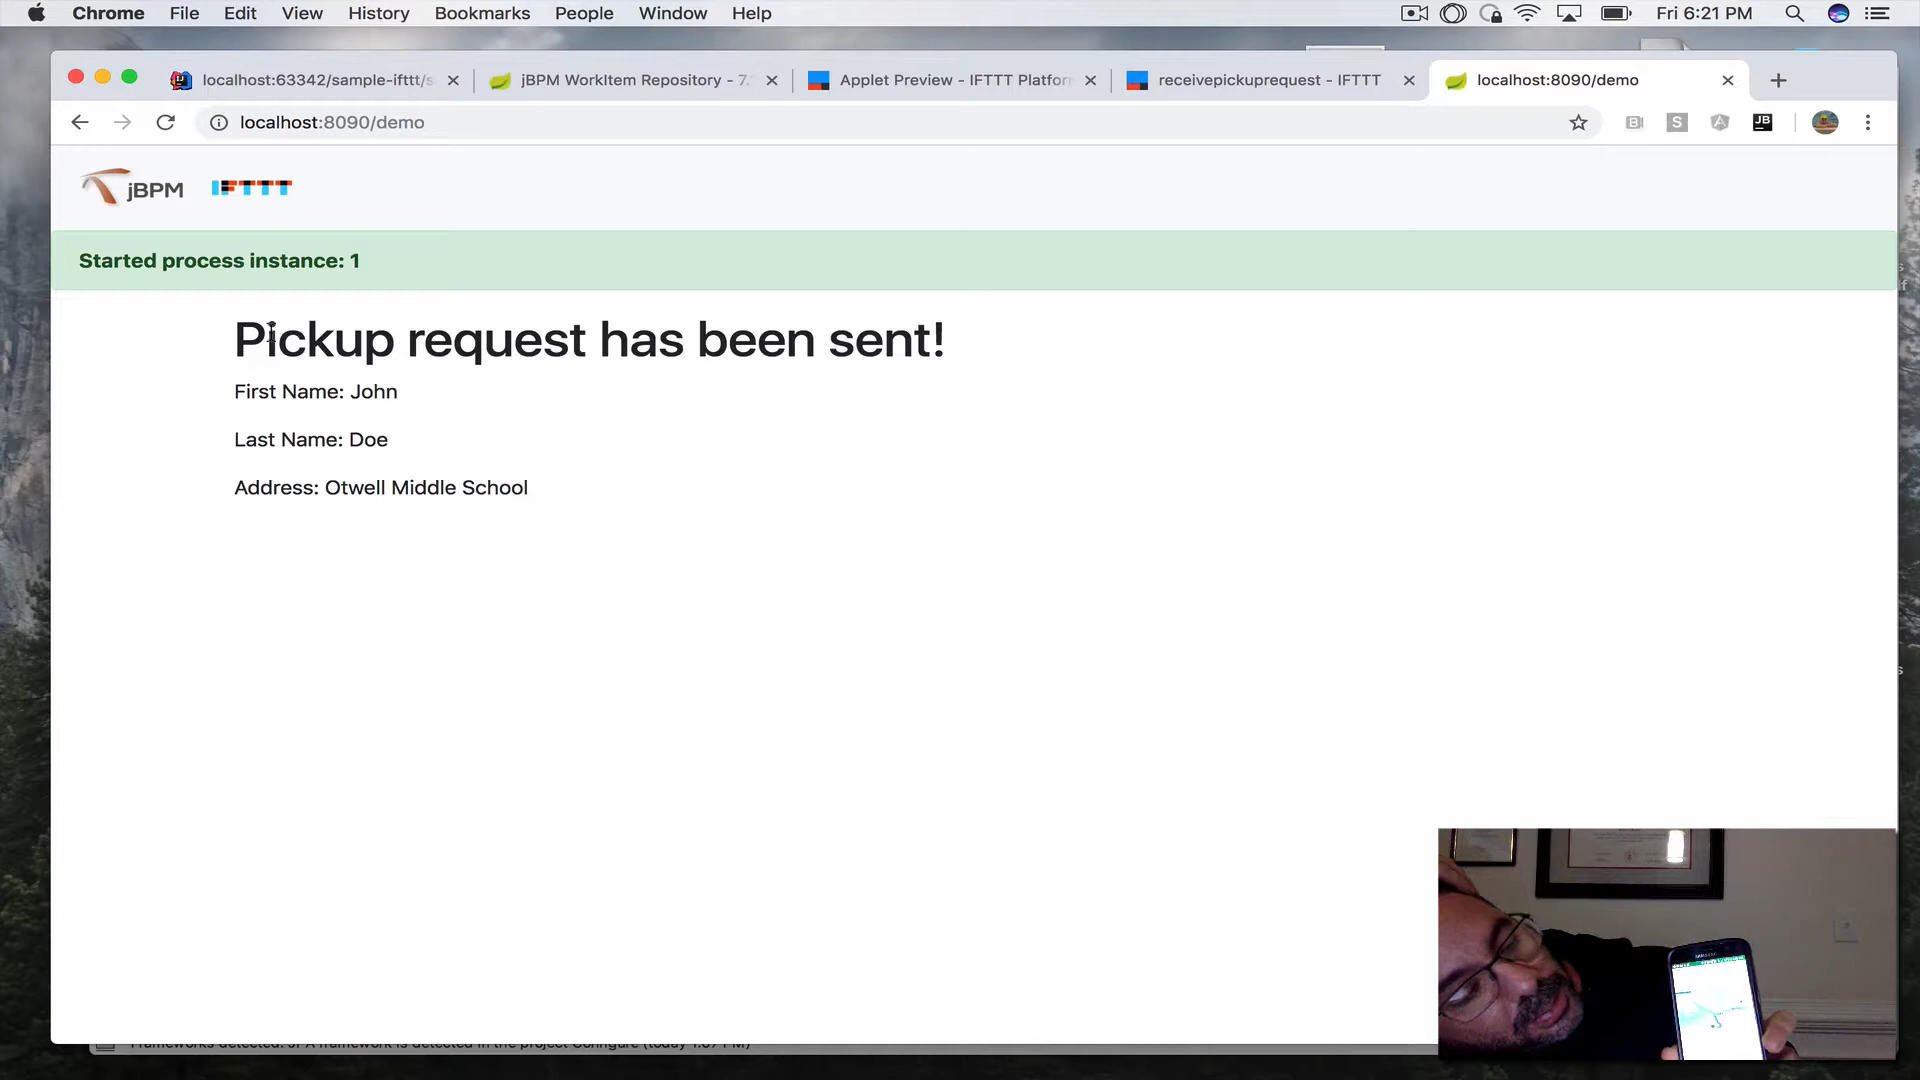 Chrome File Edit View History Bookmarks People Window Help Fri 6:21 PM
localhost:63342/sample-ifttt/s
jBPM WorkItem Repository - 7.
Applet Preview - IFTTT Platfor
receivepickuprequest - IFTTT
localhost:8090/demo
localhost:8090/demo
S
JB
jBPM IFTTT
Started process instance: 1
Pickup request has been sent!
First Name: John
Last Name: Doe
Address: Otwell Middle School
SAMSUNG